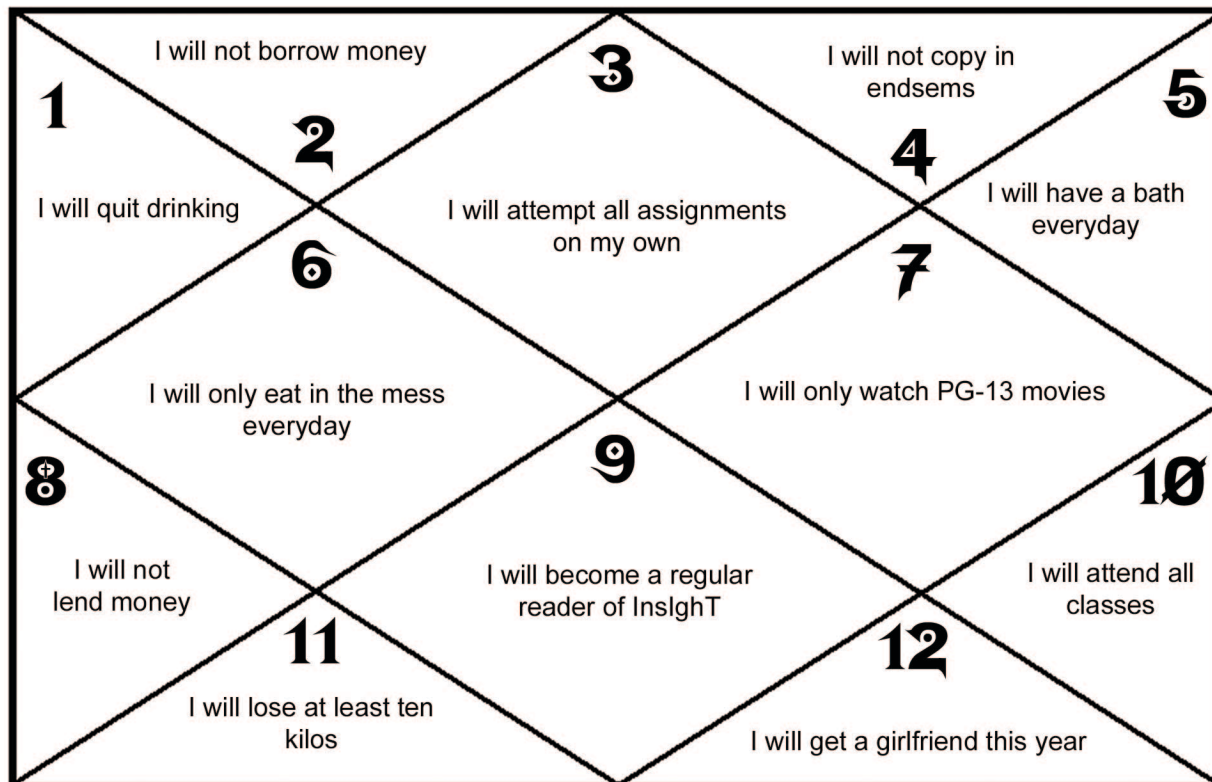 1
I will quit drinking
I will not borrow money
2
3
I will attempt all assignments
on my own
I will not copy in
endsems
4
5
I will have a bath
everyday
6
I will only eat in the mess
everyday
7
I will only watch PG-13 movies
8
I will not
lend money
9
I will become a regular
reader of InsIghT
10
I will attend all
classes
11
I will lose at least ten
kilos
12
I will get a girlfriend this year